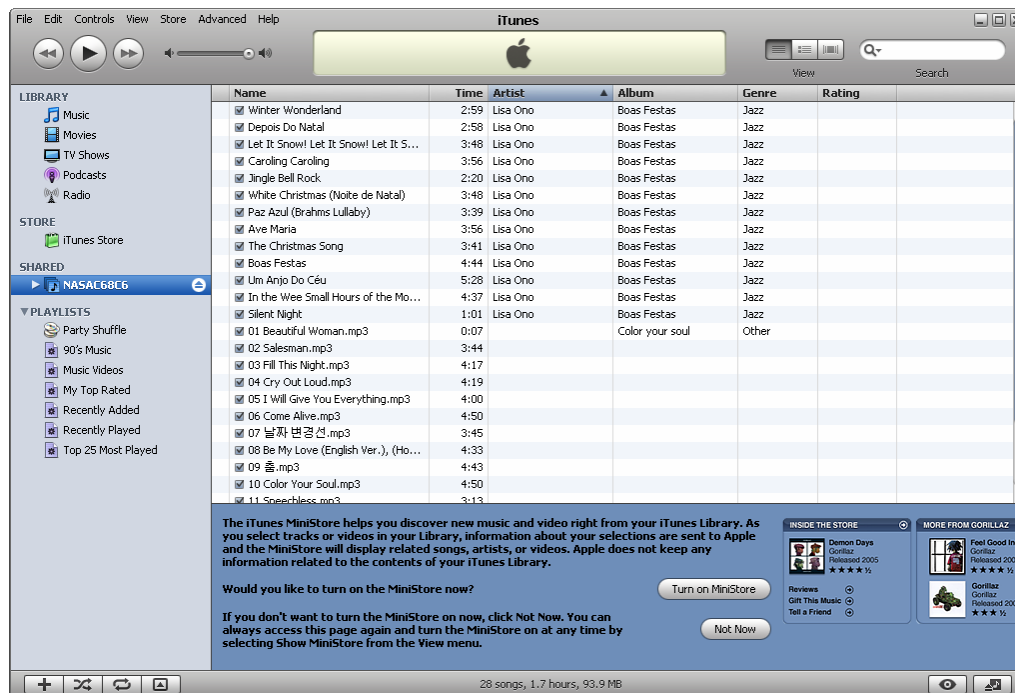 File Edit Controls View Store Advanced Help
iTunes
View
Search
LIBRARY
Music
Movies
TV Shows
Podcasts
Radio
STORE
iTunes Store
SHARED
NASAC68C6
PLAYLISTS
Party Shuffle
90's Music
Music Videos
My Top Rated
Recently Added
Recently Played
Top 25 Most Played
Name Time Artist Album Genre Rating
Winter Wonderland 2:59 Lisa Ono Boas Festas Jazz
Depois Do Natal 2:58 Lisa Ono Boas Festas Jazz
Let It Snow! Let It Snow! Let It S... 3:48 Lisa Ono Boas Festas Jazz
Caroling Caroling 3:56 Lisa Ono Boas Festas Jazz
Jingle Bell Rock 2:20 Lisa Ono Boas Festas Jazz
White Christmas (Noite de Natal) 3:48 Lisa Ono Boas Festas Jazz
Paz Azul (Brahms Lullaby) 3:39 Lisa Ono Boas Festas Jazz
Ave Maria 3:56 Lisa Ono Boas Festas Jazz
The Christmas Song 3:41 Lisa Ono Boas Festas Jazz
Boas Festas 4:44 Lisa Ono Boas Festas Jazz
Um Anjo Do Céu 5:28 Lisa Ono Boas Festas Jazz
In the Wee Small Hours of the Mo... 4:37 Lisa Ono Boas Festas Jazz
Silent Night 1:01 Lisa Ono Boas Festas Jazz
01 Beautiful Woman.mp3 0:07 Color your soul Other
02 Salesman.mp3 3:44
03 Fill This Night.mp3 4:17
04 Cry Out Loud.mp3 4:19
05 I Will Give You Everything.mp3 4:00
06 Come Alive.mp3 4:50
07 날짜 변경선.mp3 3:45
08 Be My Love (English Ver.), (Ho... 4:33
09 춤.mp3 4:43
10 Color Your Soul.mp3 4:50
11 Speechless.mp3 3:13
The iTunes MiniStore helps you discover new music and video right from your iTunes Library. As
you select tracks or videos in your Library, information about your selections are sent to Apple
and the MiniStore will display related songs, artists, or videos. Apple does not keep any
information related to the contents of your iTunes Library.
Would you like to turn on the MiniStore now?
Turn on MiniStore
If you don't want to turn the MiniStore on now, click Not Now. You can
always access this page again and turn the MiniStore on at any time by
selecting Show MiniStore from the View menu.
Not Now
INSIDE THE STORE
Demon Days
Gorillaz
Released 2005
Reviews
Gift This Music
Tell a Friend
MORE FROM GORILLAZ
Feel Good In
Gorillaz
Released 200
Gorillaz
Gorillaz
Released 200
28 songs, 1.7 hours, 93.9 MB